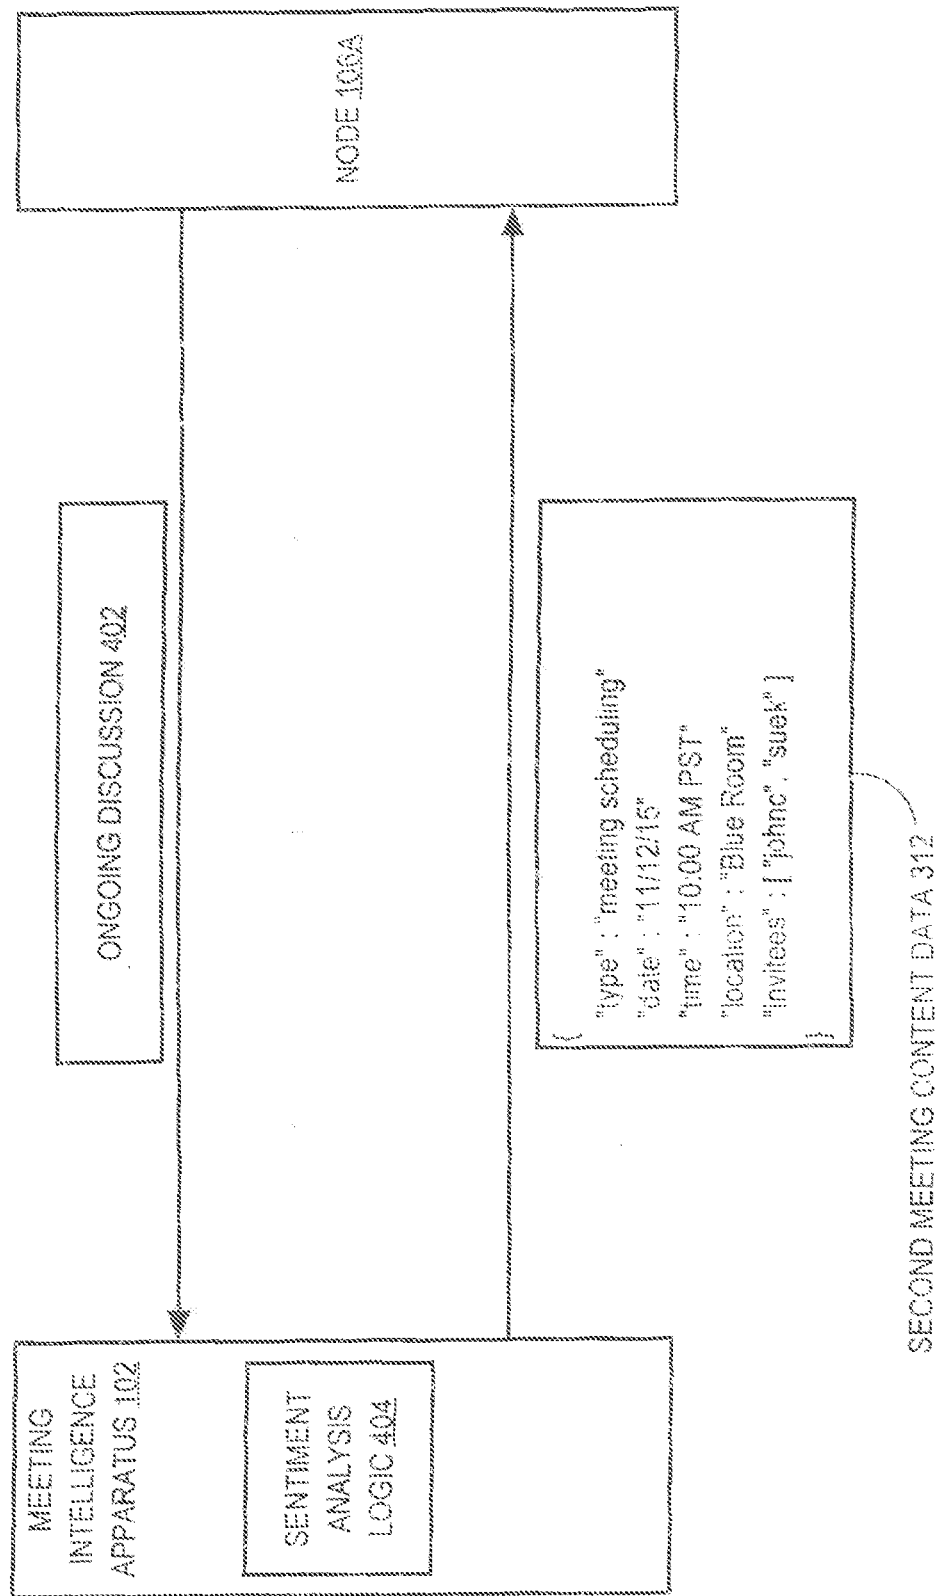 MEETING
INTELLIGENCE
APPARATUS 102
SENTIMENT
ANALYSIS
LOGIC 404
ONGOING DISCUSSION 402
NODE 106A
{
"type" : "meeting scheduling"
"date" : "11/12/15"
"time" : "10:00 AM PST"
"location" : "Blue Room"
"invitees" : [ "johnc", "suek" ]
}
SECOND MEETING CONTENT DATA 312